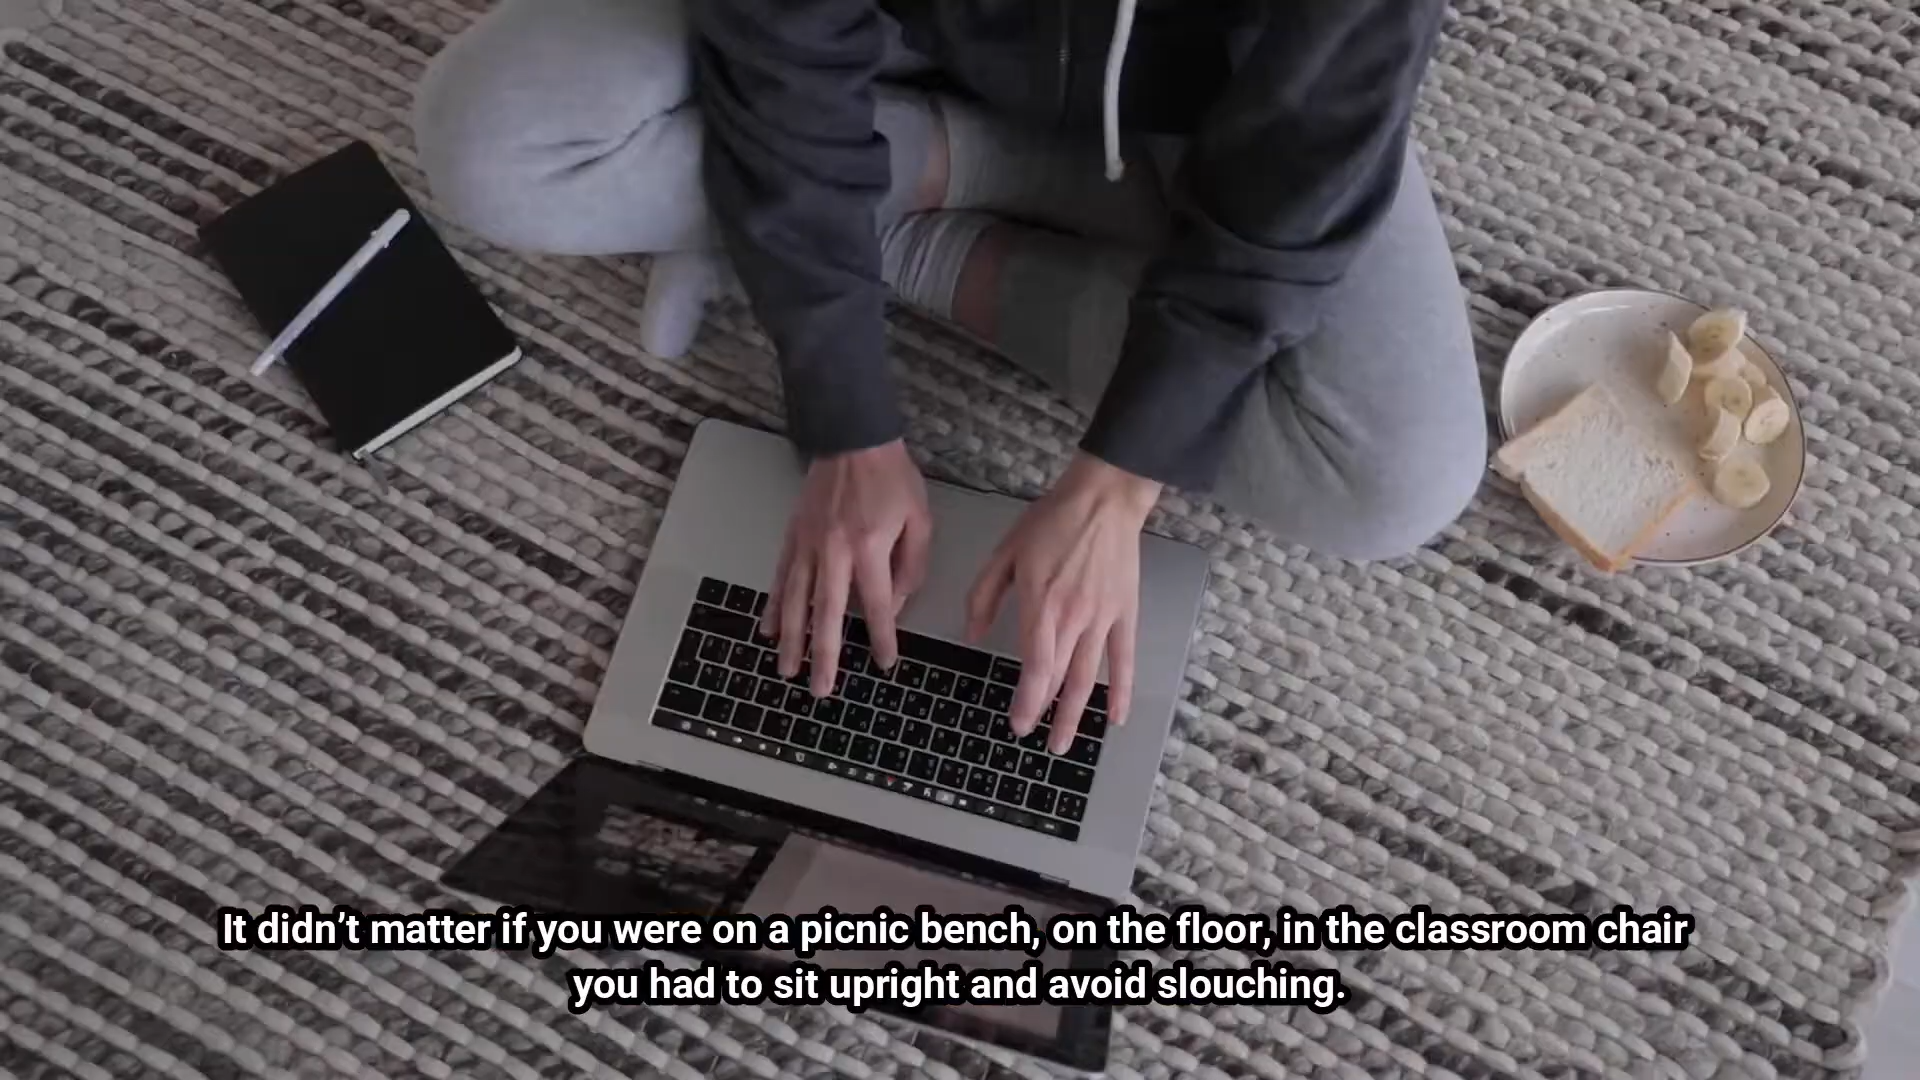 It didn’t matter if you were on a picnic bench, on the floor, in the classroom chair
you had to sit upright and avoid slouching.